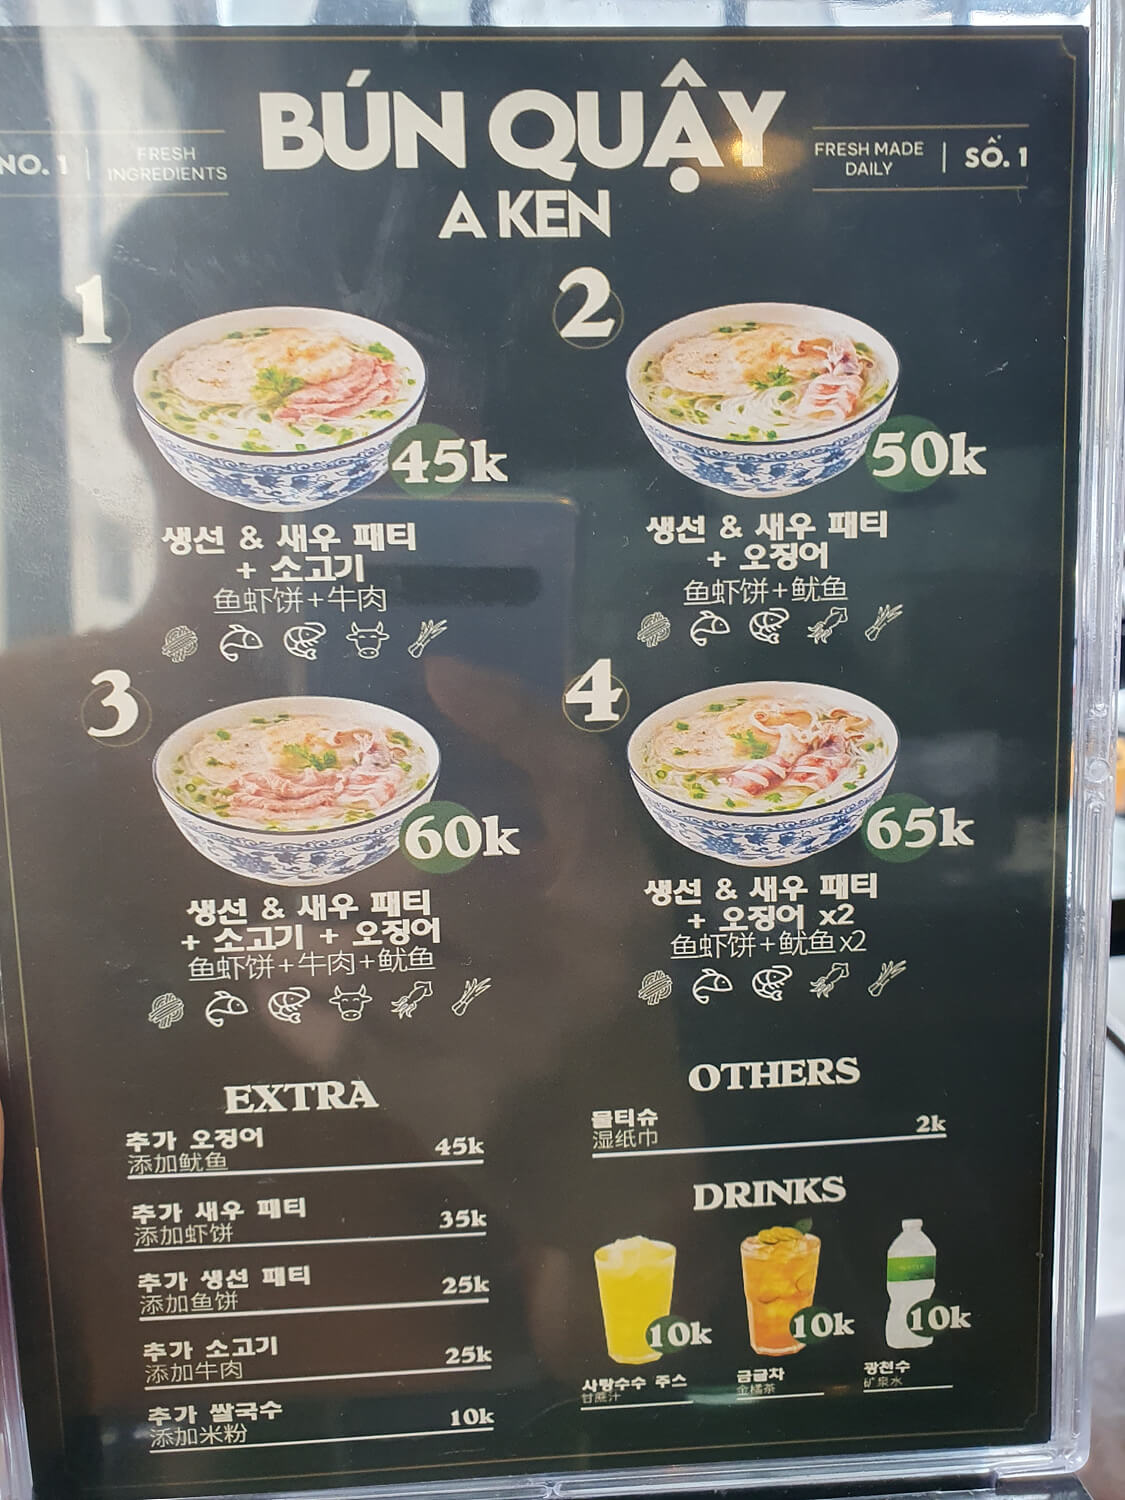 BÚN QUẬY
A KEN
NO. 1 | FRESH INGREDIENTS
FRESH MADE DAILY | SỐ. 1
1
45k
생선 & 새우 패티
+ 소고기
鱼虾饼+牛肉
2
50k
생선 & 새우 패티
+ 오징어
鱼虾饼+鱿鱼
3
60k
생선 & 새우 패티
+ 소고기 + 오징어
鱼虾饼+牛肉+鱿鱼
4
65k
생선 & 새우 패티
+ 오징어 x2
鱼虾饼+鱿鱼x2
EXTRA
추가 오징어 45k
添加鱿鱼
추가 새우 패티 35k
添加虾饼
추가 생선 패티 25k
添加鱼饼
추가 소고기 25k
添加牛肉
추가 쌀국수 10k
添加米粉
OTHERS
물티슈 2k
湿纸巾
DRINKS
10k
사탕수수 주스
甘蔗汁
10k
금귤차
金橘茶
WATER
10k
광천수
矿泉水